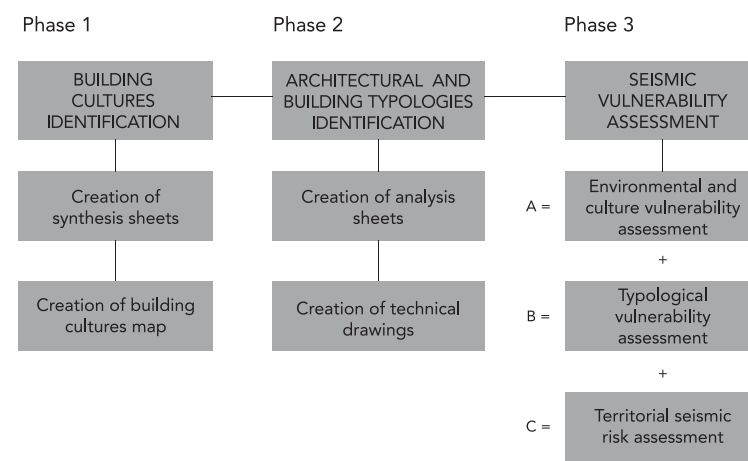 Phase 1
Phase 2
Phase 3
BUILDING
CULTURES
IDENTIFICATION
ARCHITECTURAL AND
BUILDING TYPOLOGIES
IDENTIFICATION
SEISMIC
VULNERABILITY
ASSESSMENT
Creation of
synthesis sheets
Creation of analysis
sheets
A =
Environmental and
culture vulnerability
assessment
+
Creation of building
cultures map
Creation of technical
drawings
B =
Typological
vulnerability
assessment
+
C =
Territorial seismic
risk assessment